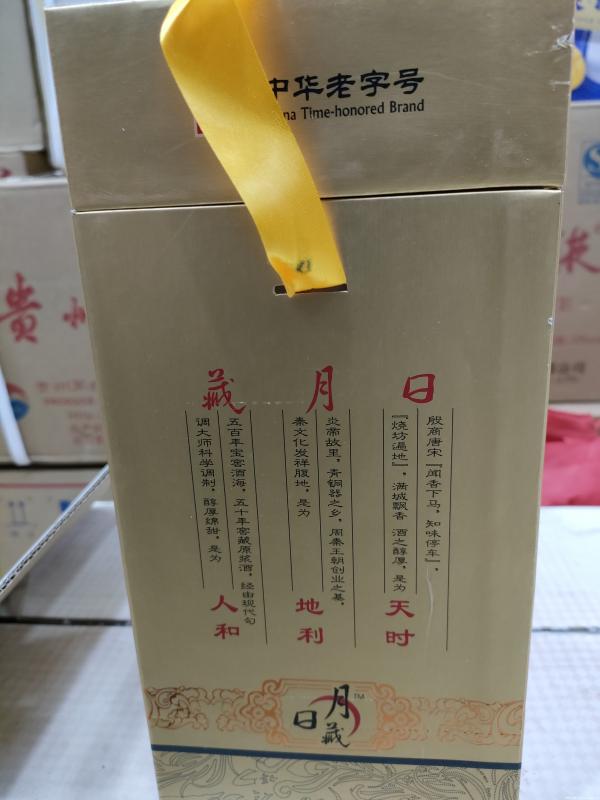 中华老字号
Time-honored Brand
日月藏
殷商唐宋『闻香下马，知味停车』，
『烧坊遍地』，满城飘香 酒之醇厚，是为
天时
炎帝故里，青铜器之乡，周秦王朝创业之基，
秦文化发祥腹地，是为
地利
五百年宝窖酒海，五十年窖藏原浆酒，经由现代勾
调大师科学调制，醇厚绵甜，是为
人和
日月藏
TM
貴